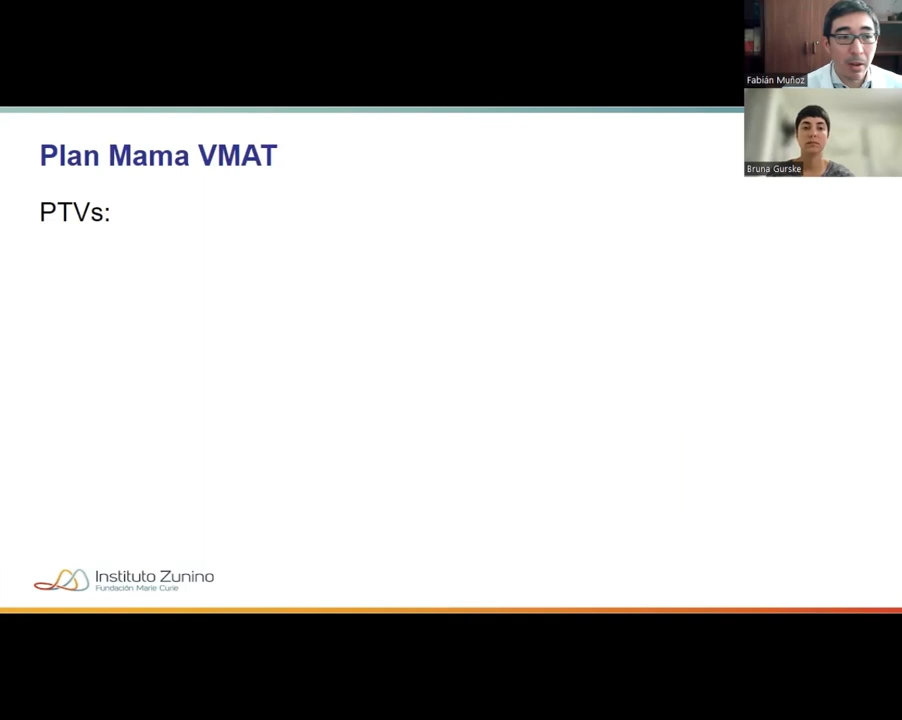 Fabián Muñoz
Bruna Gurske
Plan Mama VMAT
PTVs:
Instituto Zunino
Fundación Marie Curie